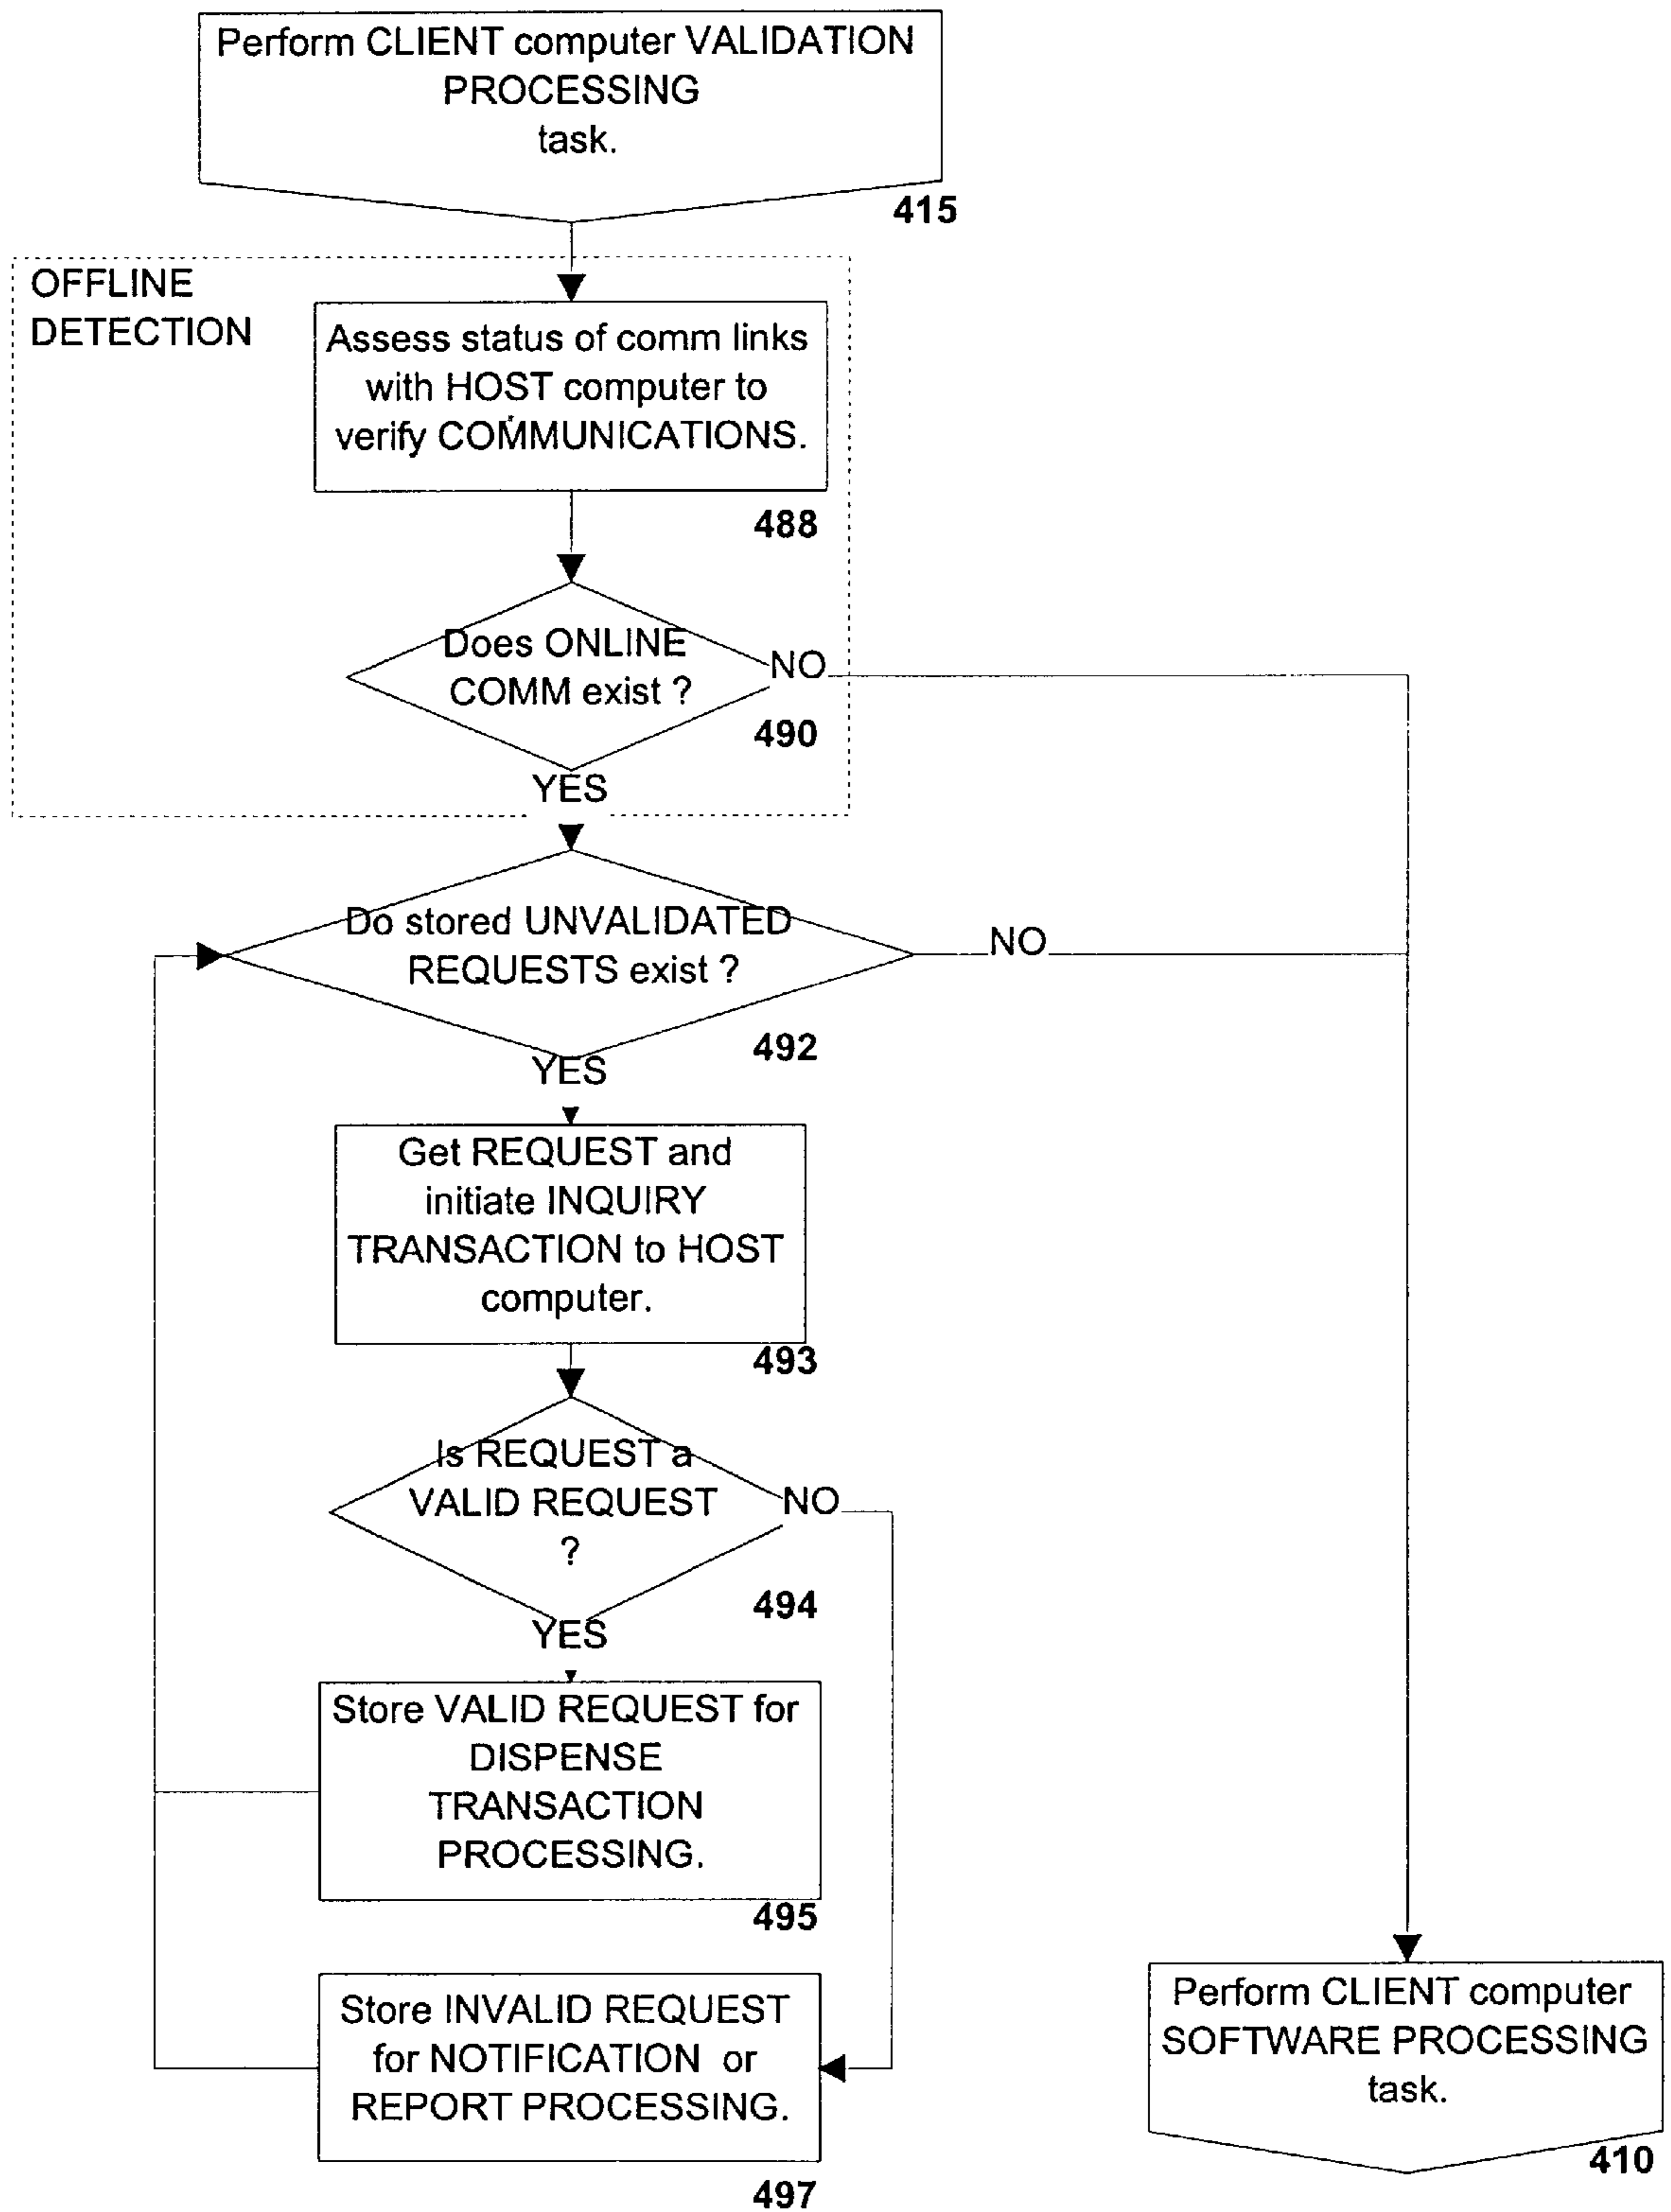 Perform CLIENT computer VALIDATION
PROCESSING
task.
415
OFFLINE
DETECTION
Assess status of comm links
with HOST computer to
verify COMMUNICATIONS.
488
Does ONLINE
COMM exist ?
NO
490
YES
Do stored UNVALIDATED
REQUESTS exist ?
NO
492
YES
Get REQUEST and
initiate INQUIRY
TRANSACTION to HOST
computer.
493
Is REQUEST a
VALID REQUEST
?
NO
494
YES
Store VALID REQUEST for
DISPENSE
TRANSACTION
PROCESSING.
495
Store INVALID REQUEST
for NOTIFICATION or
REPORT PROCESSING.
497
Perform CLIENT computer
SOFTWARE PROCESSING
task.
410